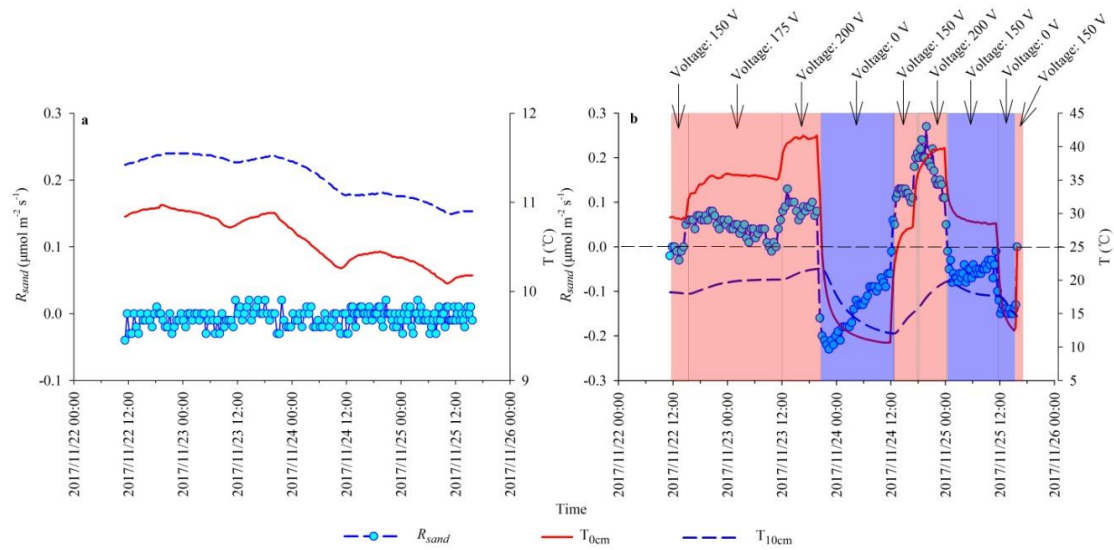 Voltage: 150 V
Voltage: 175 V
Voltage: 200 V
Voltage: 0 V
Voltage: 150 V
Voltage: 200 V
Voltage: 150 V
Voltage: 0 V
Voltage: 150 V
a
R_sand (μmol m⁻² s⁻¹)
0.3
0.2
0.1
0.0
-0.1
12
11
10
9
T (℃)
2017/11/22 00:00
2017/11/22 12:00
2017/11/23 00:00
2017/11/23 12:00
2017/11/24 00:00
2017/11/24 12:00
2017/11/25 00:00
2017/11/25 12:00
2017/11/26 00:00
b
R_sand (μmol m⁻² s⁻¹)
0.3
0.2
0.1
0.0
-0.1
-0.2
-0.3
45
40
35
30
25
20
15
10
5
T (℃)
2017/11/22 00:00
2017/11/22 12:00
2017/11/23 00:00
2017/11/23 12:00
2017/11/24 00:00
2017/11/24 12:00
2017/11/25 00:00
2017/11/25 12:00
2017/11/26 00:00
Time
R_sand
T_0cm
T_10cm